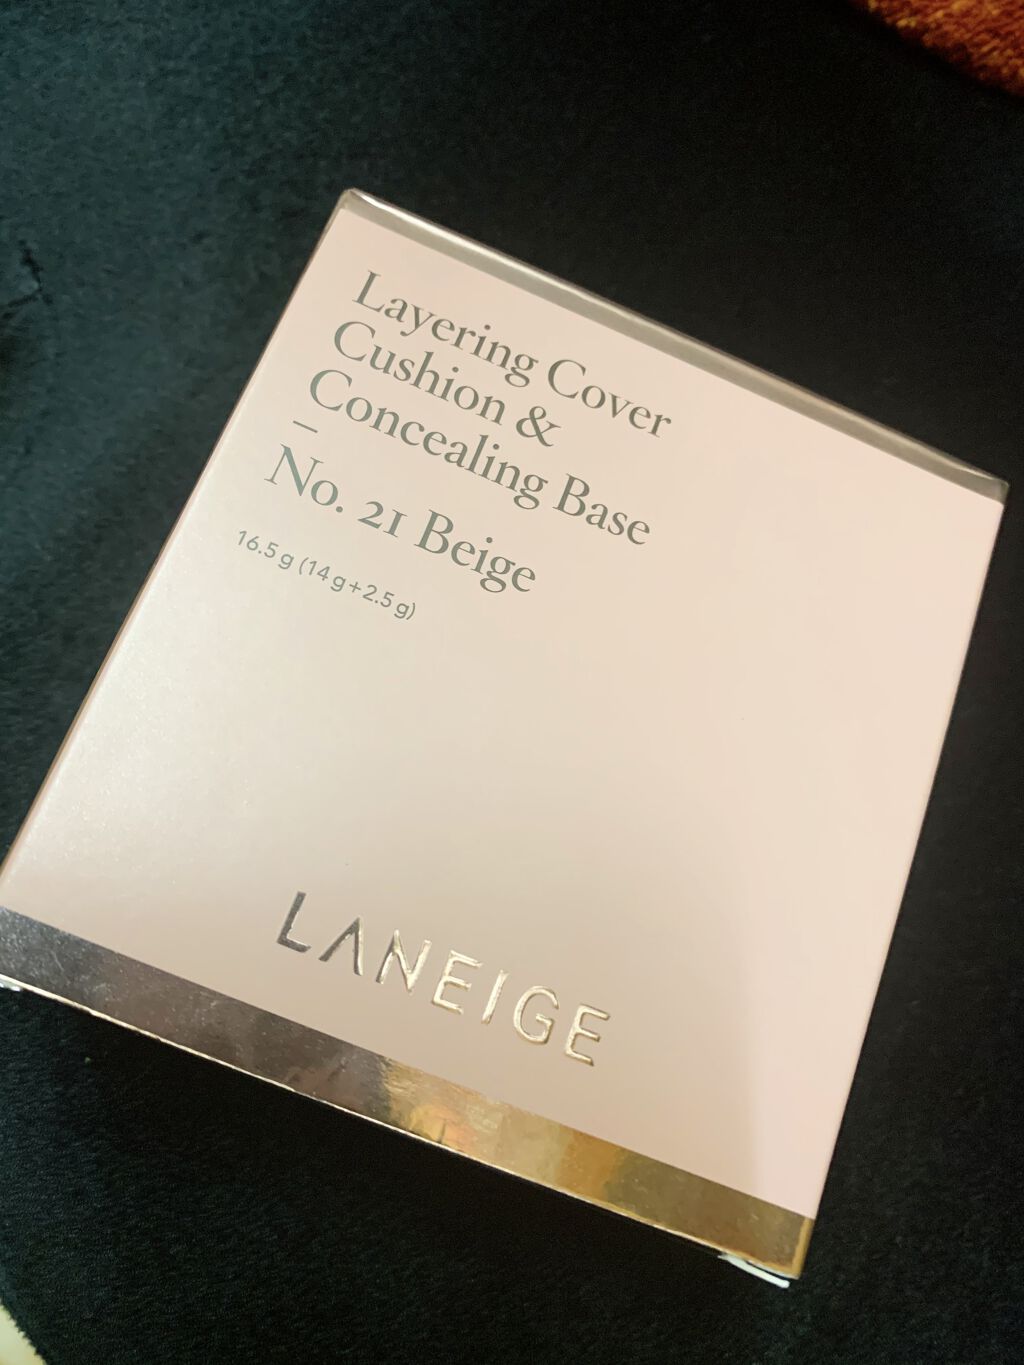 Layering Cover
Cushion &
Concealing Base
–
No. 21 Beige
16.5 g (14 g+2.5 g)
LANEIGE